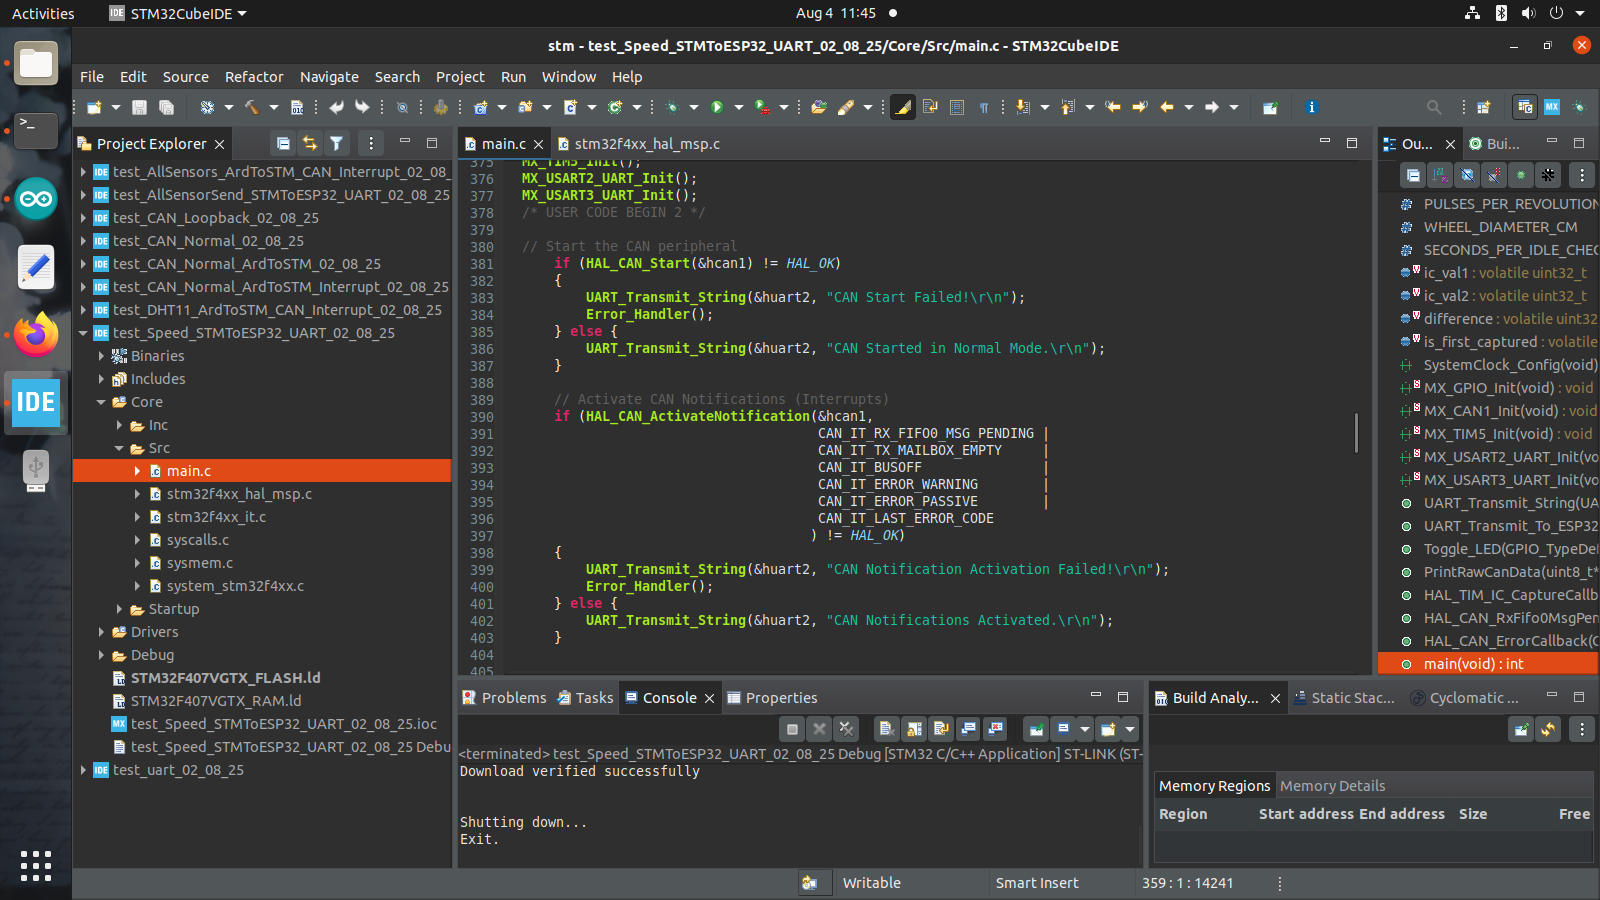 Activities
STM32CubeIDE
Aug 4 11:45
stm - test_Speed_STMToESP32_UART_02_08_25/Core/Src/main.c - STM32CubeIDE
File Edit Source Refactor Navigate Search Project Run Window Help
Project Explorer
test_AllSensors_ArdToSTM_CAN_Interrupt_02_08_
test_AllSensorSend_STMToESP32_UART_02_08_25
test_CAN_Loopback_02_08_25
test_CAN_Normal_02_08_25
test_CAN_Normal_ArdToSTM_02_08_25
test_CAN_Normal_ArdToSTM_Interrupt_02_08_25
test_DHT11_ArdToSTM_CAN_Interrupt_02_08_25
test_Speed_STMToESP32_UART_02_08_25
Binaries
Includes
Core
Inc
Src
main.c
stm32f4xx_hal_msp.c
stm32f4xx_it.c
syscalls.c
sysmem.c
system_stm32f4xx.c
Startup
Drivers
Debug
STM32F407VGTX_FLASH.ld
STM32F407VGTX_RAM.ld
test_Speed_STMToESP32_UART_02_08_25.ioc
test_Speed_STMToESP32_UART_02_08_25 Debu
test_uart_02_08_25
main.c
stm32f4xx_hal_msp.c
375 MX_TIM5_Init();
376 MX_USART2_UART_Init();
377 MX_USART3_UART_Init();
378 /* USER CODE BEGIN 2 */
379
380 // Start the CAN peripheral
381 if (HAL_CAN_Start(&hcan1) != HAL_OK)
382 {
383 UART_Transmit_String(&huart2, "CAN Start Failed!\r\n");
384 Error_Handler();
385 } else {
386 UART_Transmit_String(&huart2, "CAN Started in Normal Mode.\r\n");
387 }
388
389 // Activate CAN Notifications (Interrupts)
390 if (HAL_CAN_ActivateNotification(&hcan1,
391 CAN_IT_RX_FIFO0_MSG_PENDING |
392 CAN_IT_TX_MAILBOX_EMPTY |
393 CAN_IT_BUSOFF |
394 CAN_IT_ERROR_WARNING |
395 CAN_IT_ERROR_PASSIVE |
396 CAN_IT_LAST_ERROR_CODE
397 ) != HAL_OK)
398 {
399 UART_Transmit_String(&huart2, "CAN Notification Activation Failed!\r\n");
400 Error_Handler();
401 } else {
402 UART_Transmit_String(&huart2, "CAN Notifications Activated.\r\n");
403 }
404
405
Ou...
Bui...
PULSES_PER_REVOLUTION
WHEEL_DIAMETER_CM
SECONDS_PER_IDLE_CHEC
ic_val1 : volatile uint32_t
ic_val2 : volatile uint32_t
difference : volatile uint32
is_first_captured : volatile
SystemClock_Config(void)
MX_GPIO_Init(void) : void
MX_CAN1_Init(void) : void
MX_TIM5_Init(void) : void
MX_USART2_UART_Init(vo
MX_USART3_UART_Init(vo
UART_Transmit_String(UA
UART_Transmit_To_ESP32
Toggle_LED(GPIO_TypeDe
PrintRawCanData(uint8_t*
HAL_TIM_IC_CaptureCallb
HAL_CAN_RxFifo0MsgPen
HAL_CAN_ErrorCallback(C
main(void) : int
Problems
Tasks
Console
Properties
<terminated> test_Speed_STMToESP32_UART_02_08_25 Debug [STM32 C/C++ Application] ST-LINK (ST-
Download verified successfully
Shutting down...
Exit.
Build Analy...
Static Stac...
Cyclomatic ...
Memory Regions
Memory Details
Region Start address End address Size Free
Writable
Smart Insert
359 : 1 : 14241
IDE